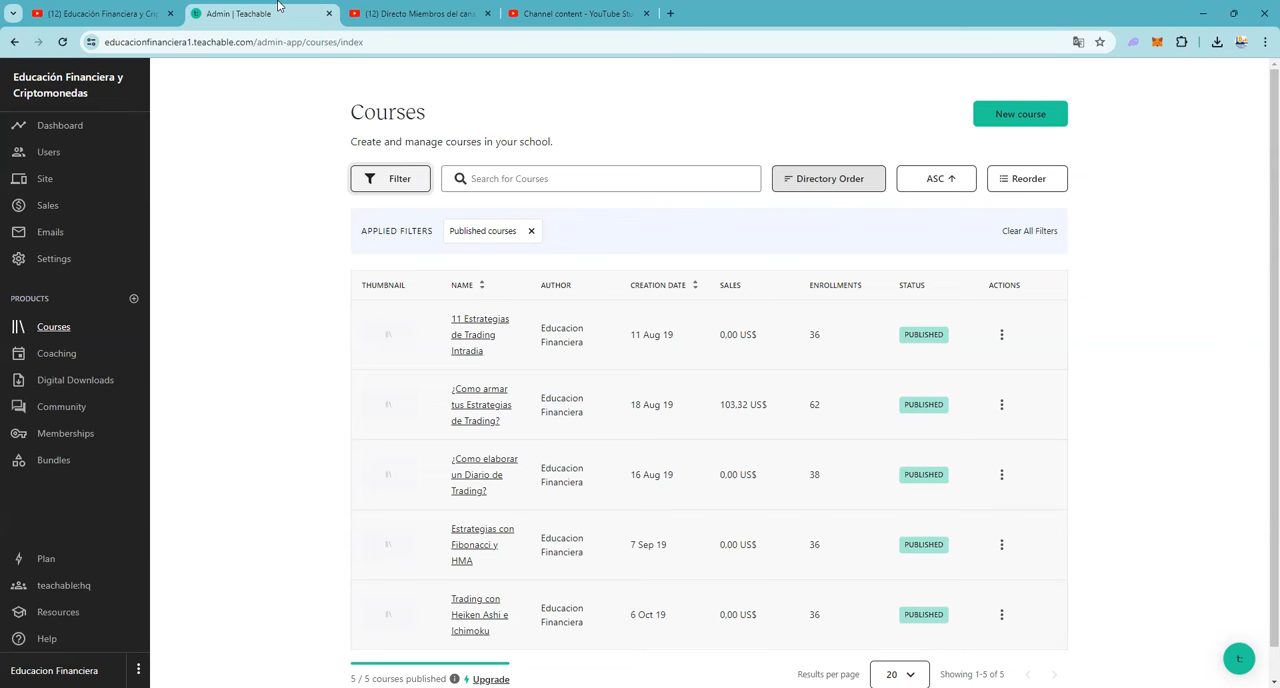 (12) Educación Financiera y Cri
Admin | Teachable
(12) Directo Miembros del cana
Channel content - YouTube Stu
educacionfinanciera1.teachable.com/admin-app/courses/index
Educación Financiera y
Criptomonedas
Dashboard
Users
Site
Sales
Emails
Settings
PRODUCTS
Courses
Coaching
Digital Downloads
Community
Memberships
Bundles
Plan
teachable:hq
Resources
Help
Educacion Financiera
Courses
New course
Create and manage courses in your school.
Filter
Search for Courses
Directory Order
ASC
Reorder
APPLIED FILTERS
Published courses
Clear All Filters
THUMBNAIL NAME AUTHOR CREATION DATE SALES ENROLLMENTS STATUS ACTIONS
11 Estrategias
de Trading
Intradia
Educacion
Financiera
11 Aug 19
0,00 US$
36
PUBLISHED
¿Como armar
tus Estrategias
de Trading?
Educacion
Financiera
18 Aug 19
103,32 US$
62
PUBLISHED
¿Como elaborar
un Diario de
Trading?
Educacion
Financiera
16 Aug 19
0,00 US$
38
PUBLISHED
Estrategias con
Fibonacci y
HMA
Educacion
Financiera
7 Sep 19
0,00 US$
36
PUBLISHED
Trading con
Heiken Ashi e
Ichimoku
Educacion
Financiera
6 Oct 19
0,00 US$
36
PUBLISHED
5 / 5 courses published
Upgrade
Results per page
20
Showing 1-5 of 5
t: